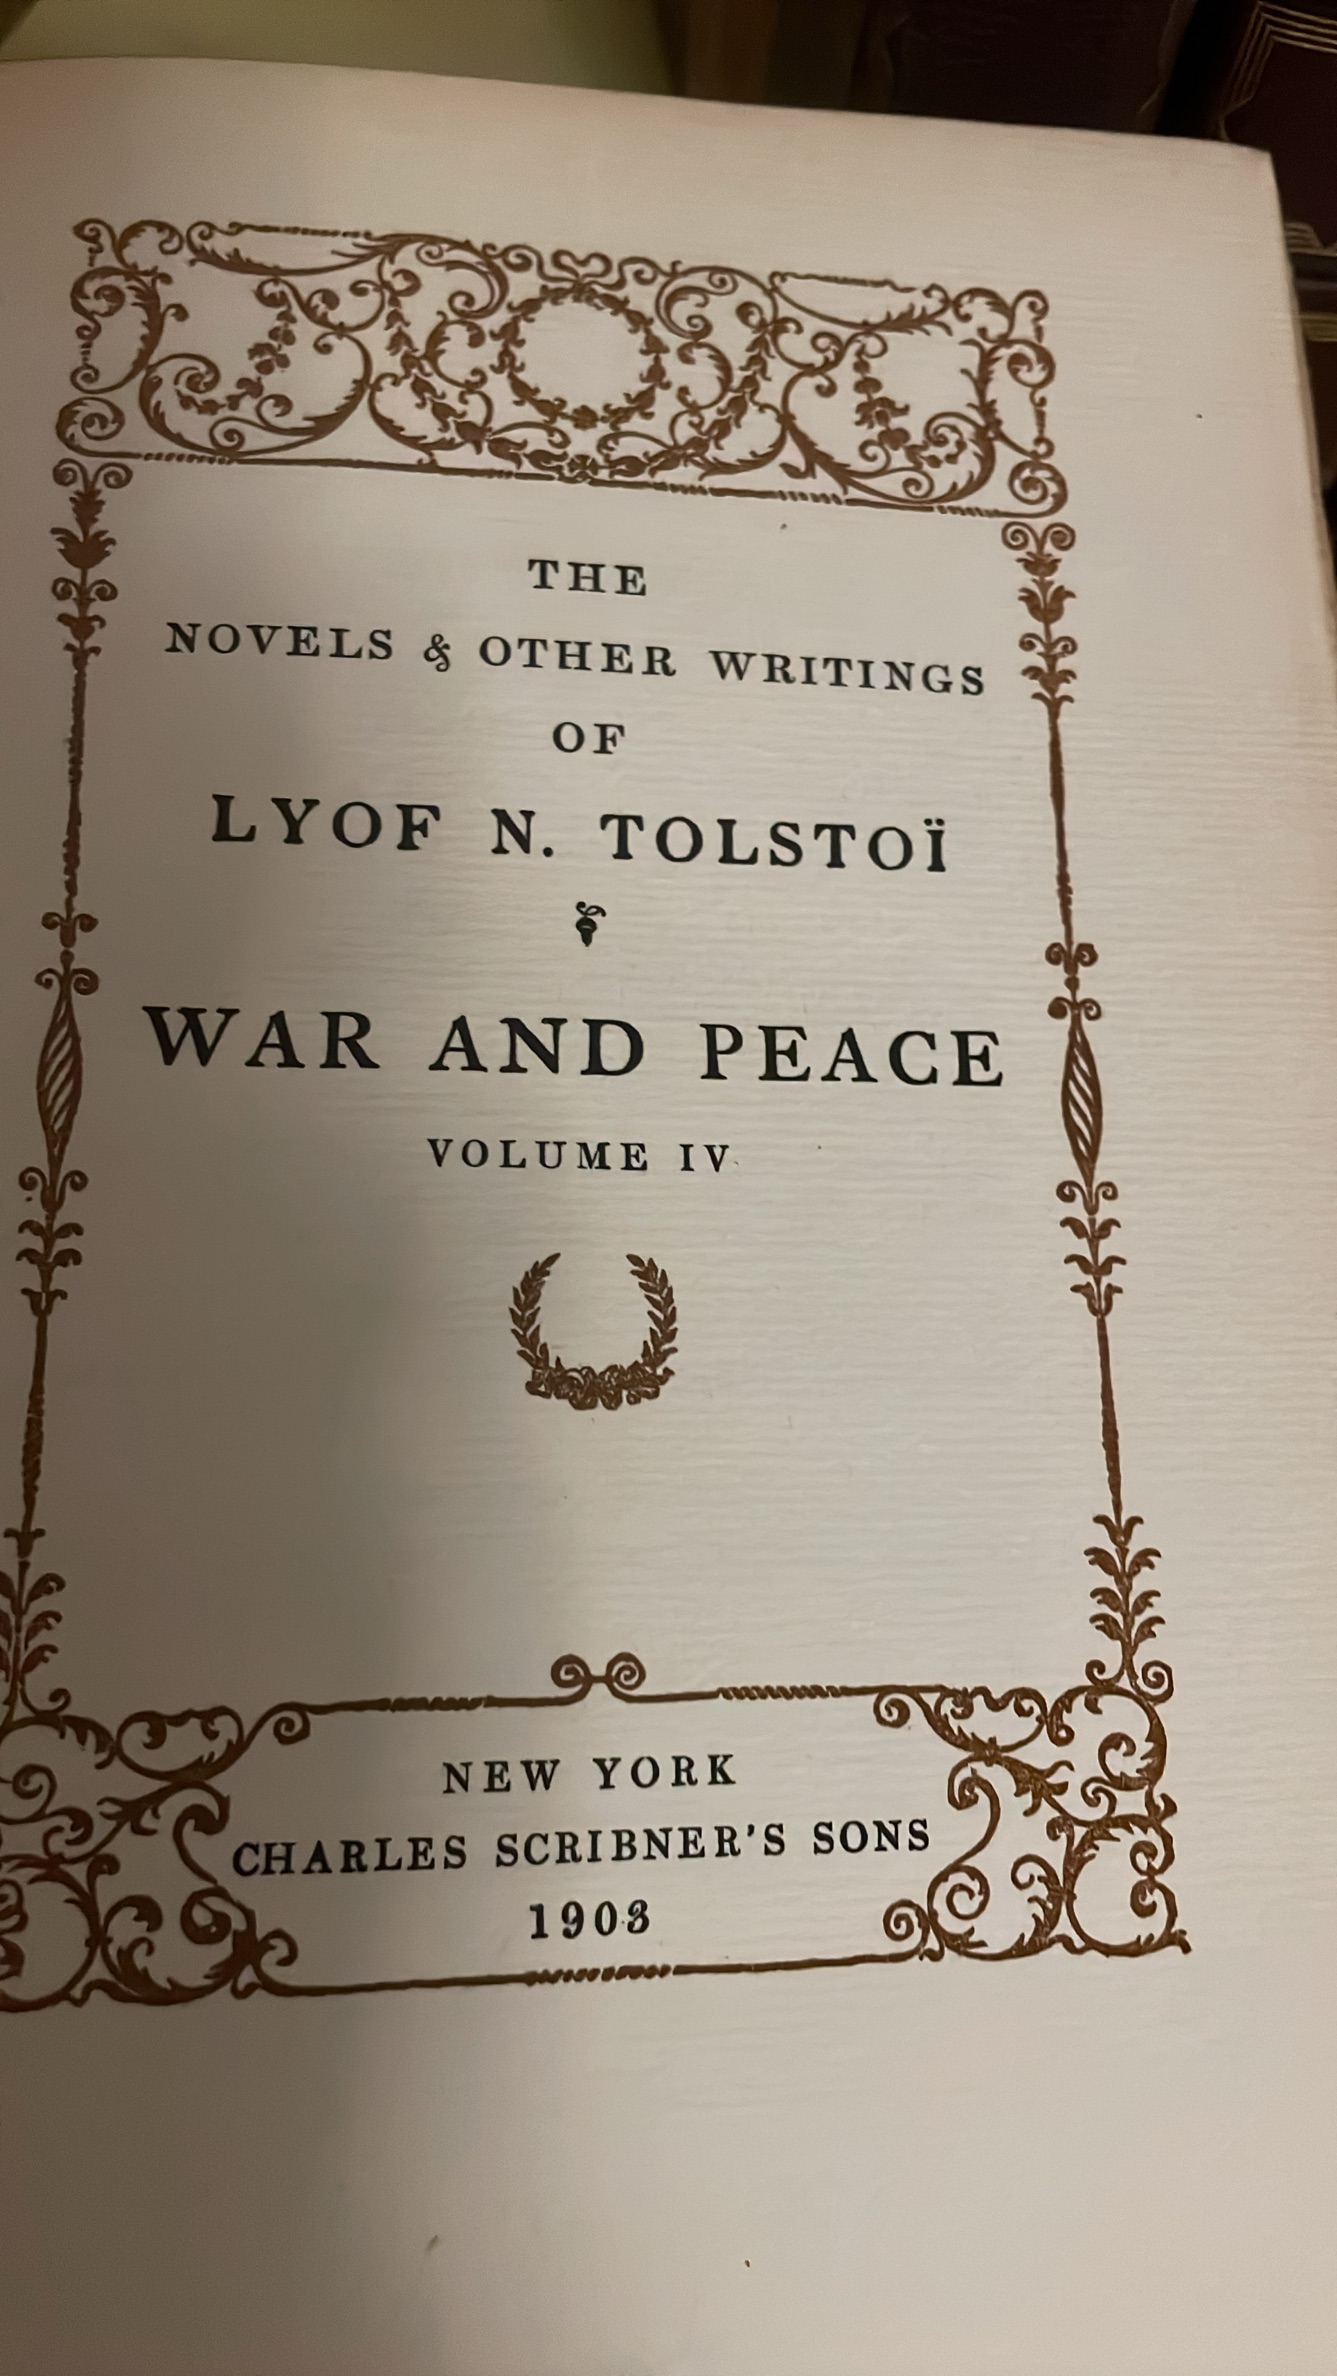 THE
NOVELS & OTHER WRITINGS
OF
LYOF N. TOLSTOÏ
WAR AND PEACE
VOLUME IV
NEW YORK
CHARLES SCRIBNER'S SONS
1903